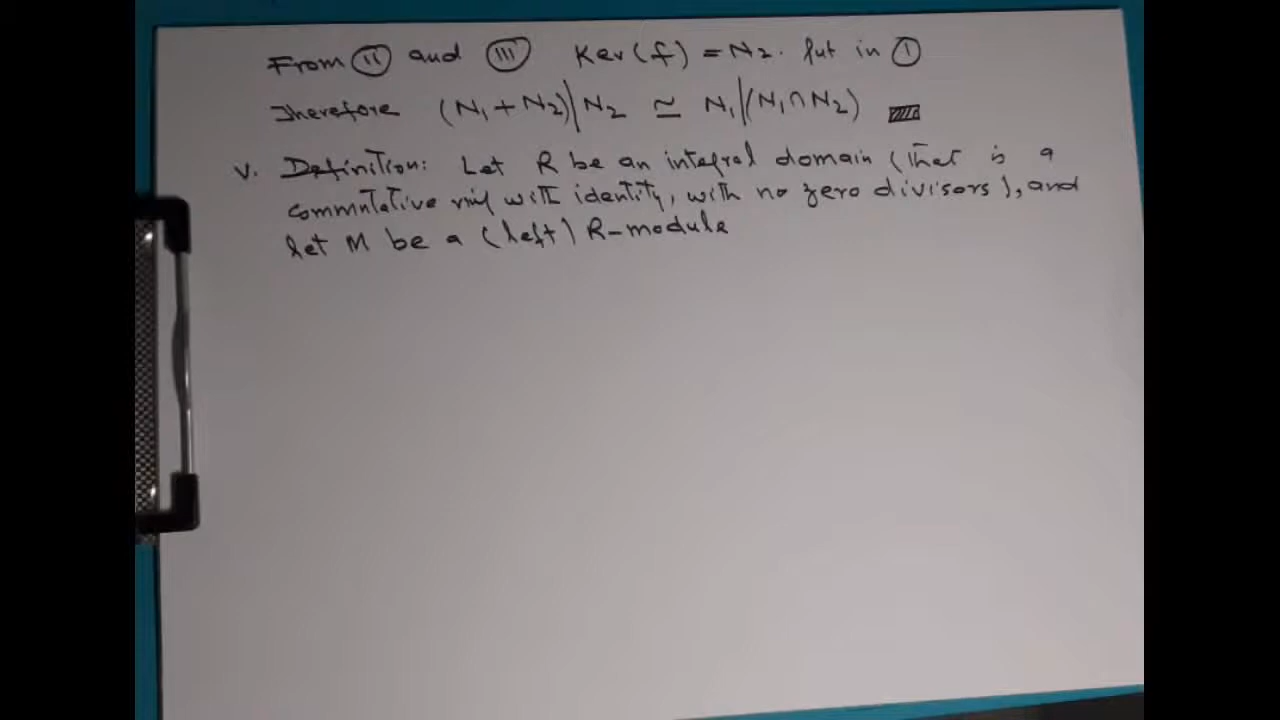 From (II) and (III) Ker(f) = N₂. Put in (I)
Therefore (N₁ + N₂)|N₂ ≃ N₁|(N₁ ∩ N₂)
V. Definition: Let R be an integral domain (that is a
commutative ring with identity, with no zero divisors), and
let M be a (left) R-module